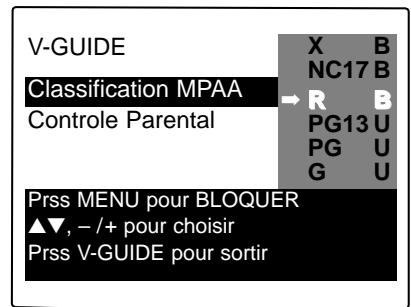 V-GUIDE
Classification MPAA
Controle Parental
X B
NC17 B
➡ R B
PG13 U
PG U
G U
Prss MENU pour BLOQUER
▲▼, – /+ pour choisir
Prss V-GUIDE pour sortir